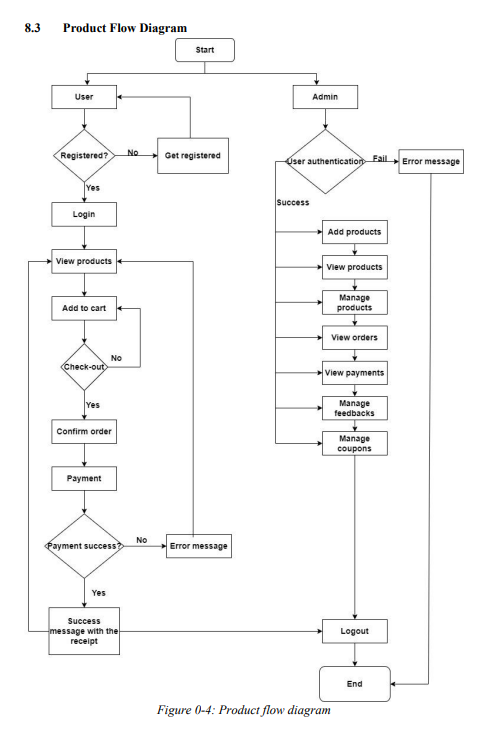 8.3 Product Flow Diagram
Start
User
Admin
Registered?
No
Get registered
User authentication
Fail
Error message
Yes
Success
Login
Add products
View products
View products
Add to cart
Manage
products
View orders
No
Check-out
View payments
Yes
Manage
feedbacks
Confirm order
Manage
coupons
Payment
Payment success?
No
Error message
Yes
Success
message with the
receipt
Logout
End
Figure 0-4: Product flow diagram